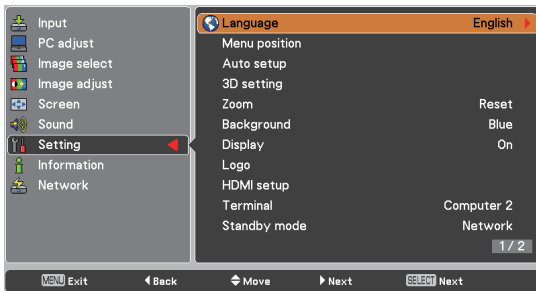 Input
PC adjust
Image select
Image adjust
Screen
Sound
Setting
Information
Network
Language English
Menu position
Auto setup
3D setting
Zoom Reset
Background Blue
Display On
Logo
HDMI setup
Terminal Computer 2
Standby mode Network
1 / 2
MENU Exit Back Move Next SELECT Next